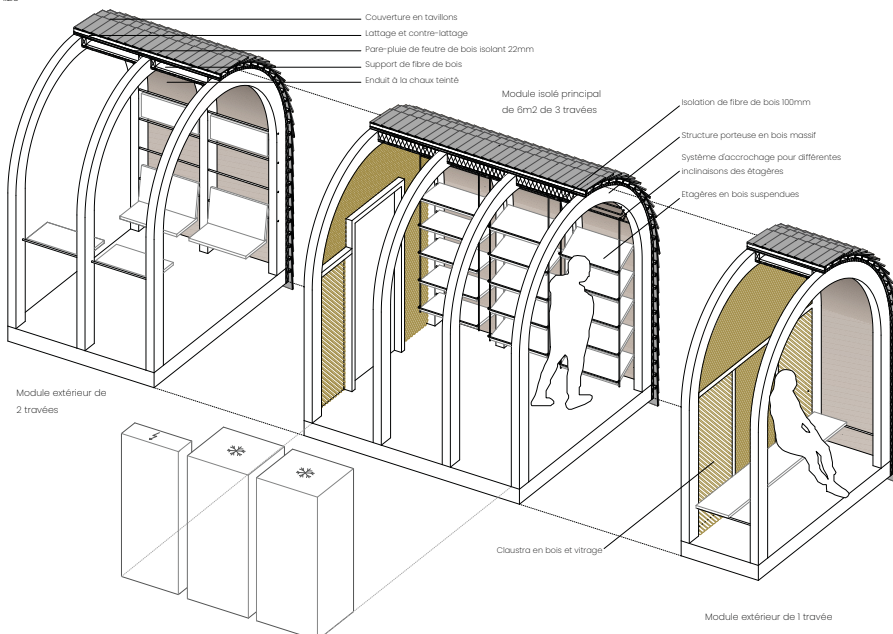 Couverture en tavillons
Lattage et contre-lattage
Pare-pluie de feutre de bois isolant 22mm
Support de fibre de bois
Enduit à la chaux teinté
Module isolé principal
de 6m2 de 3 travées
Isolation de fibre de bois 100mm
Structure porteuse en bois massif
Système d'accrochage pour différentes
inclinaisons des étagères
Etagères en bois suspendues
Module extérieur de
2 travées
Claustra en bois et vitrage
Module extérieur de 1 travée